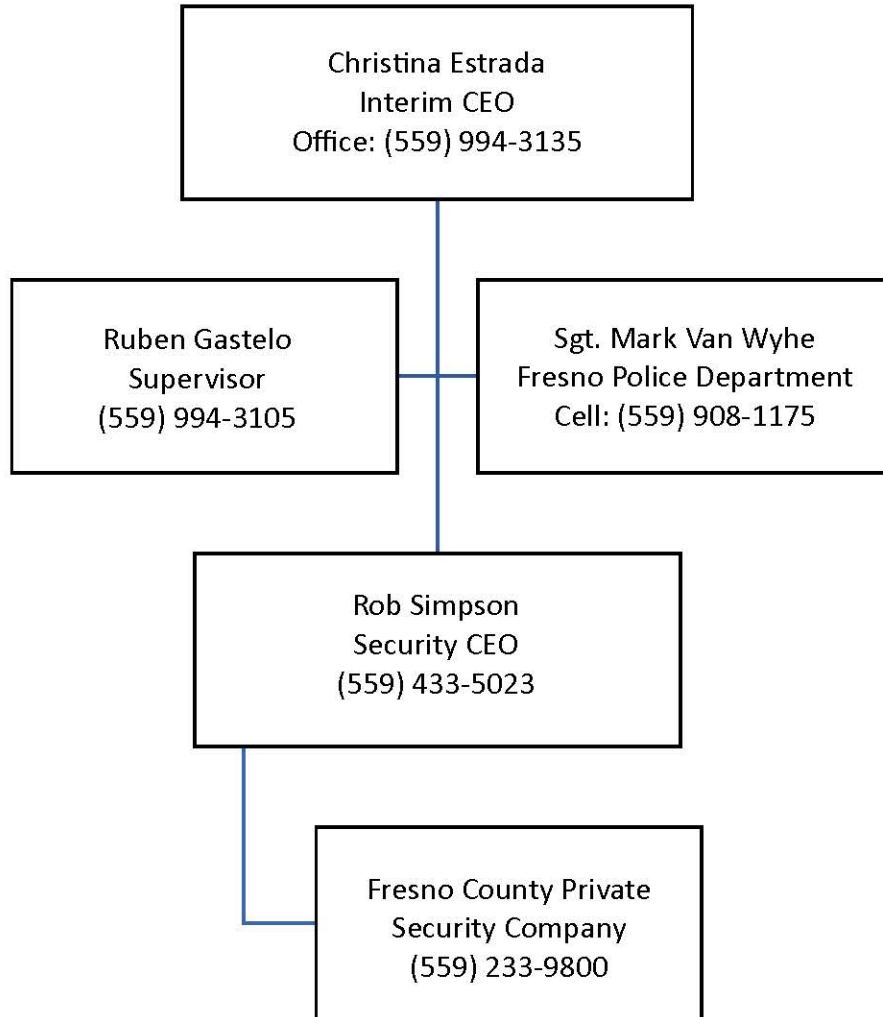 Christina Estrada
Interim CEO
Office: (559) 994-3135
Ruben Gastelo
Supervisor
(559) 994-3105
Sgt. Mark Van Wyhe
Fresno Police Department
Cell: (559) 908-1175
Rob Simpson
Security CEO
(559) 433-5023
Fresno County Private
Security Company
(559) 233-9800